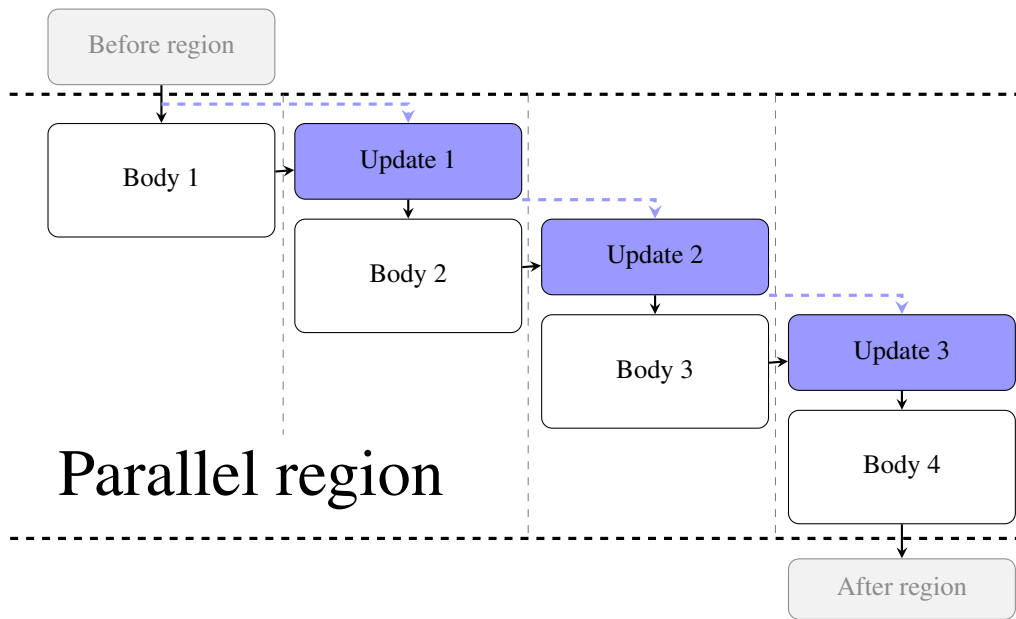 Before region
Body 1
Update 1
Body 2
Update 2
Body 3
Update 3
Body 4
Parallel region
After region